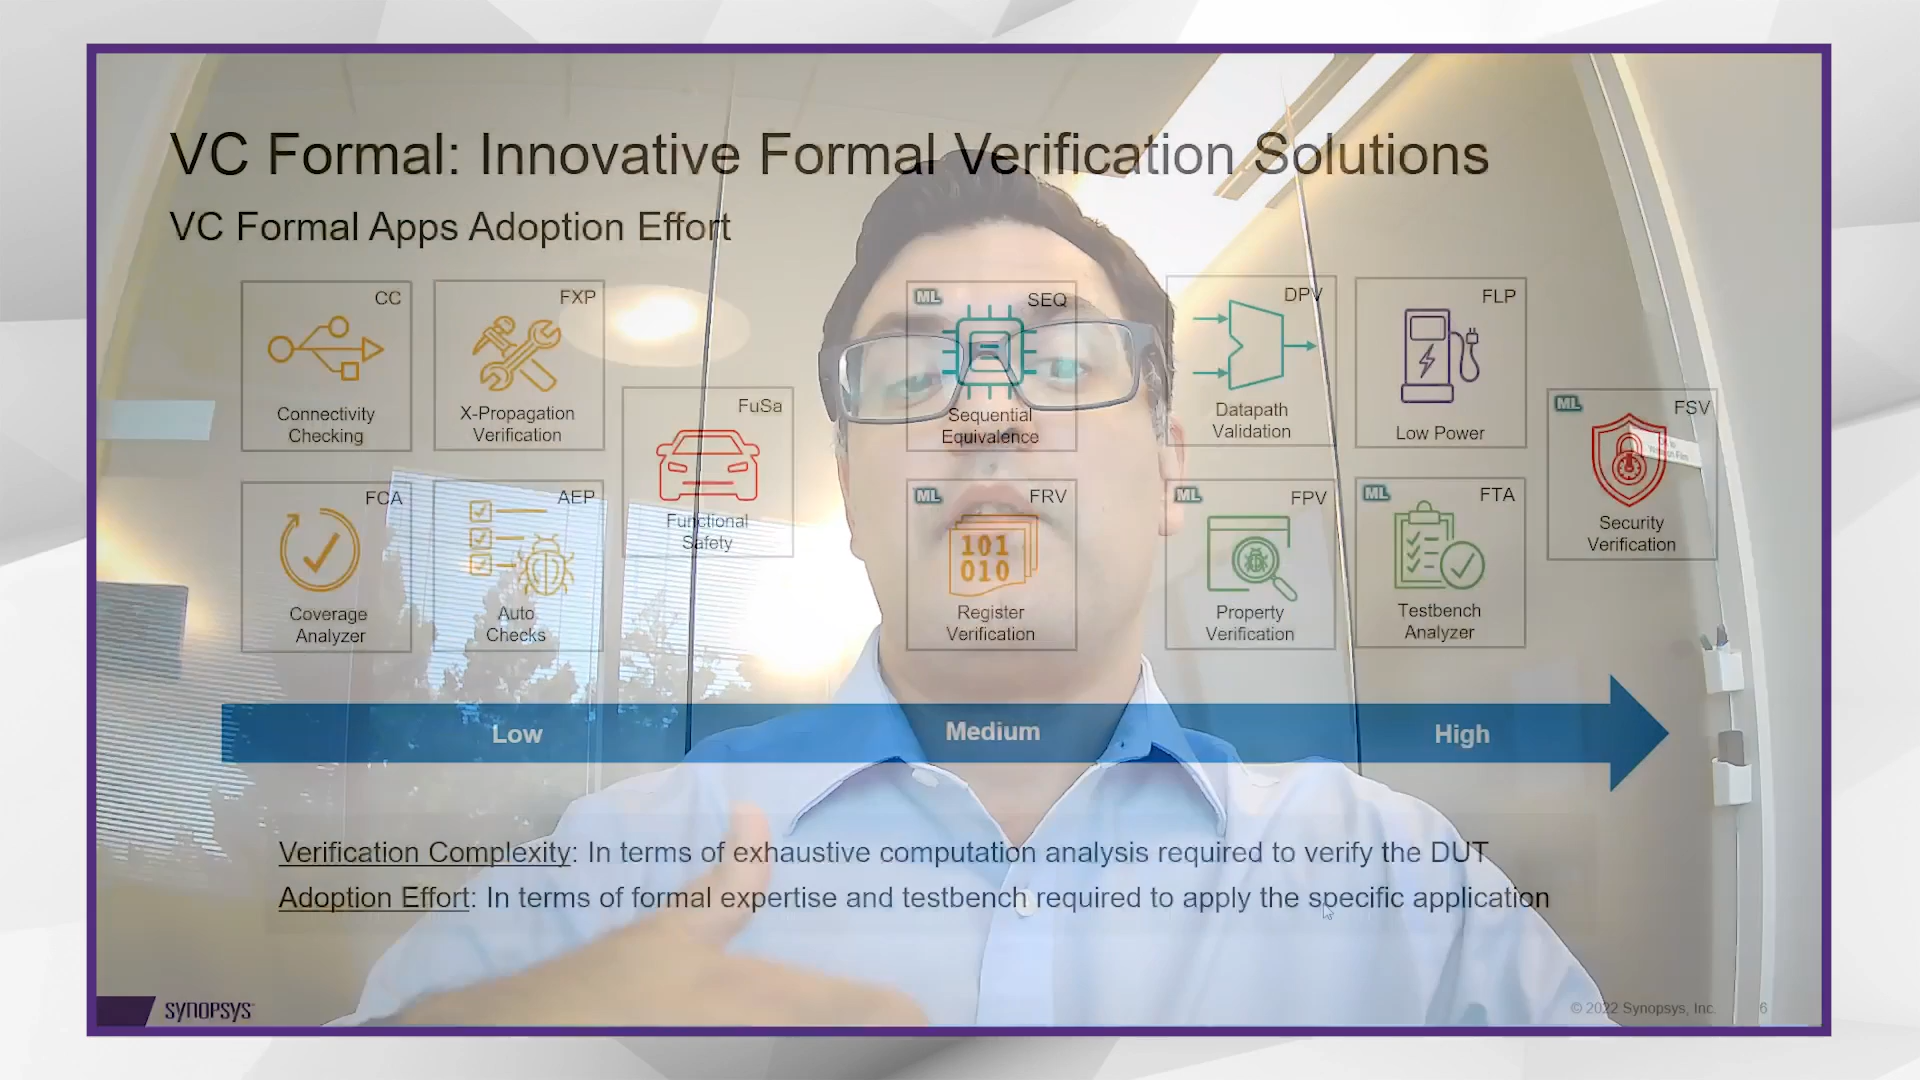 VC Formal: Innovative Formal Verification Solutions
VC Formal Apps Adoption Effort
CC
Connectivity
Checking
FXP
X-Propagation
Verification
FuSa
Functional
Safety
ML
SEQ
Sequential
Equivalence
DPV
Datapath
Validation
FLP
Low Power
ML
FSV
Security
Verification
FCA
Coverage
Analyzer
AEP
Auto
Checks
ML
FRV
101
010
Register
Verification
ML
FPV
Property
Verification
ML
FTA
Testbench
Analyzer
Low
Medium
High
Verification Complexity: In terms of exhaustive computation analysis required to verify the DUT
Adoption Effort: In terms of formal expertise and testbench required to apply the specific application
SYNOPSYS
© 2022 Synopsys, Inc.
6